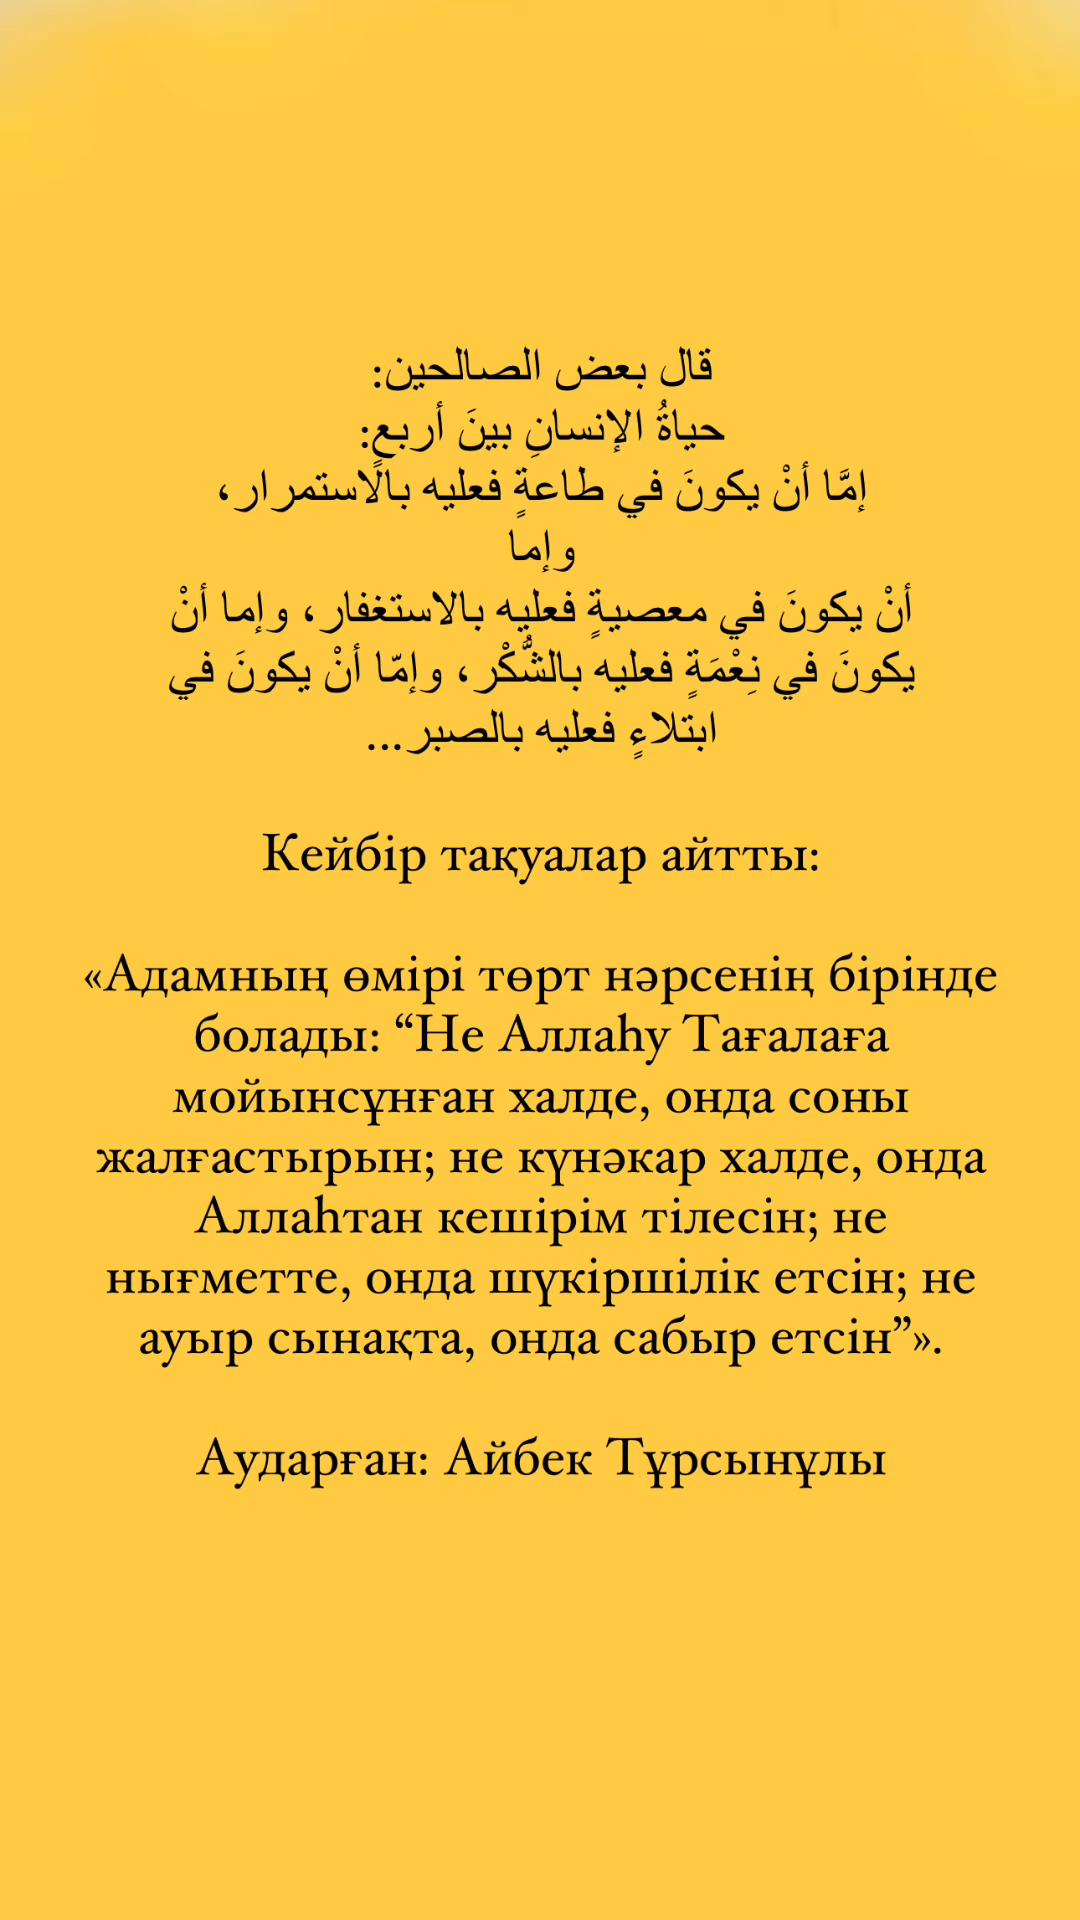 قال بعض الصالحين:
حياةُ الإنسانِ بينَ أربعٍ:
إمَّا أنْ يكونَ في طاعةٍ فعليه بالاستمرار،
وإما
أنْ يكونَ في معصيةٍ فعليه بالاستغفار، وإما أنْ
يكونَ في نِعْمَةٍ فعليه بالشُّكْر، وإمّا أنْ يكونَ في
ابتلاءٍ فعليه بالصبر...
Кейбір тақуалар айтты:
«Адамның өмірі төрт нәрсенің бірінде
болады: “Не Аллаһу Тағалаға
мойынсұнған халде, онда соны
жалғастырын; не күнәкар халде, онда
Аллаһтан кешірім тілесін; не
нығметте, онда шүкіршілік етсін; не
ауыр сынақта, онда сабыр етсін”».
Аударған: Айбек Тұрсынұлы